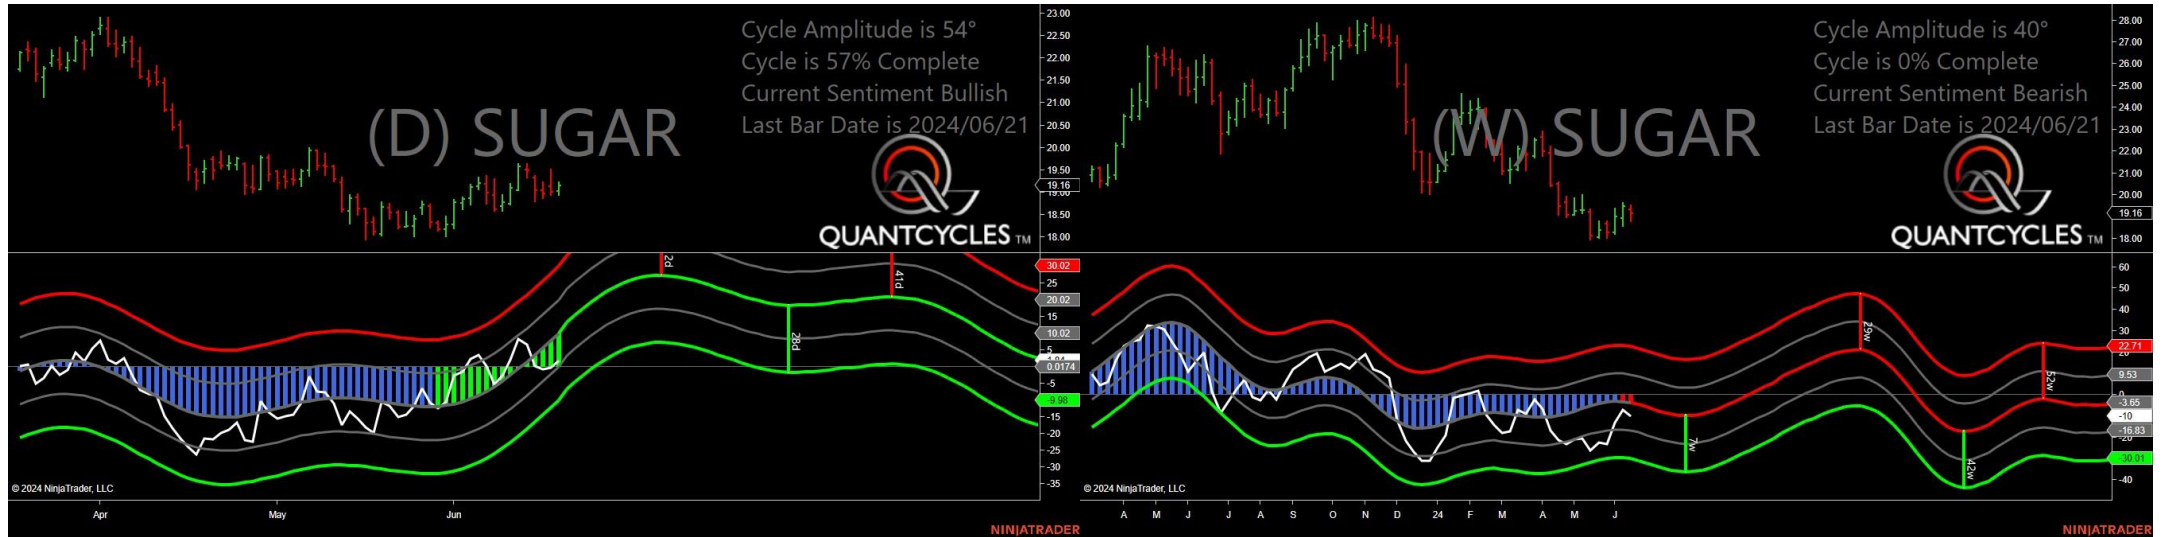 Cycle Amplitude is 54°
Cycle is 57% Complete
Current Sentiment Bullish
Last Bar Date is 2024/06/21
(D) SUGAR
QUANTCYCLES TM
23.00
22.50
22.00
21.50
21.00
20.50
20.00
19.50
19.16
18.50
18.00
2d
41d
28d
30.02
25
20.02
15
10.02
5
0.0174
-5
-9.98
-15
-20
-25
-30
-35
© 2024 NinjaTrader, LLC
Apr
May
Jun
NINJATRADER
Cycle Amplitude is 40°
Cycle is 0% Complete
Current Sentiment Bearish
Last Bar Date is 2024/06/21
(W) SUGAR
QUANTCYCLES TM
28.00
27.00
26.00
25.00
24.00
23.00
22.00
21.00
20.00
19.16
18.00
29w
7w
42w
52w
60
50
40
30
22.71
9.53
0
-3.65
-10
-16.83
-30.01
-40
© 2024 NinjaTrader, LLC
A M J J A S O N D 24 F M A M J
NINJATRADER